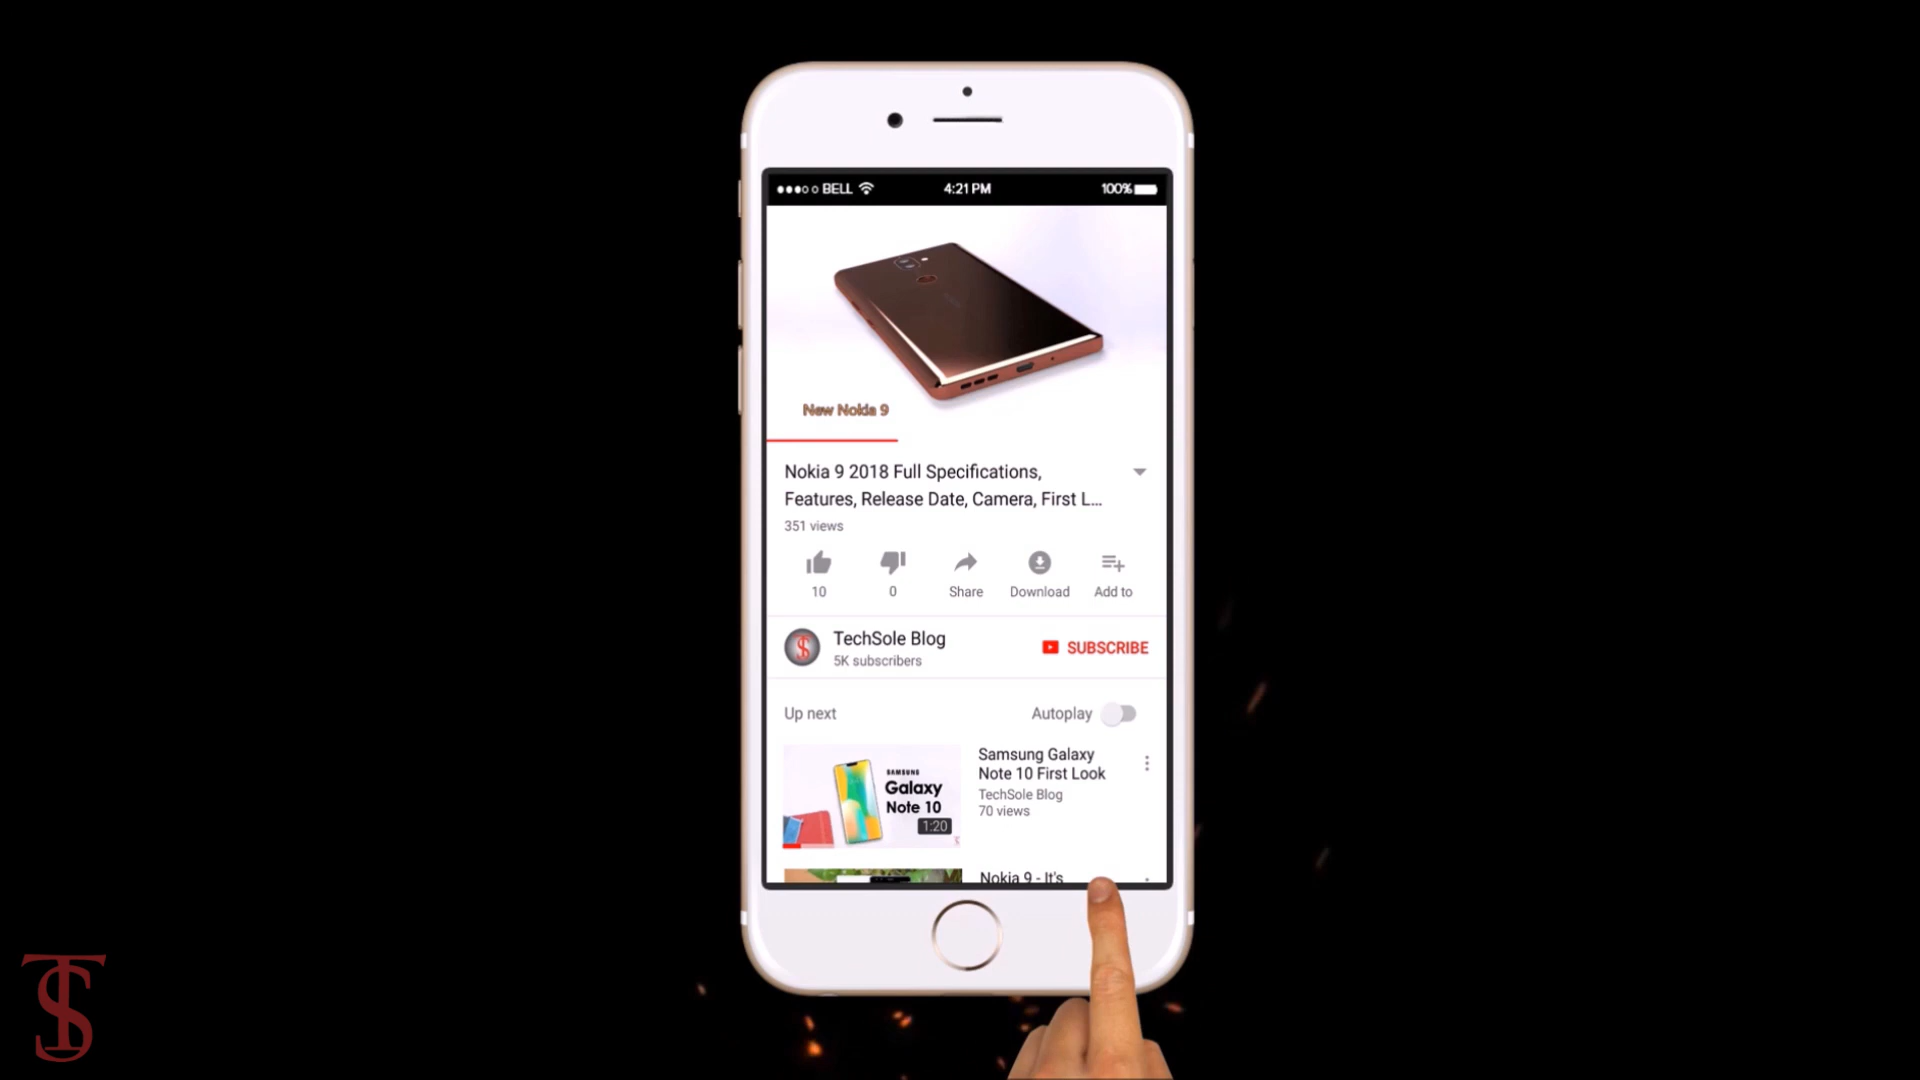 BELL 4:21 PM 100%
New Nokia 9
Nokia 9 2018 Full Specifications,
Features, Release Date, Camera, First L...
351 views
10 0 Share Download Add to
TechSole Blog
5K subscribers
SUBSCRIBE
Up next Autoplay
SAMSUNG
Galaxy
Note 10
1:20
Samsung Galaxy
Note 10 First Look
TechSole Blog
70 views
Nokia 9 - It's
TS